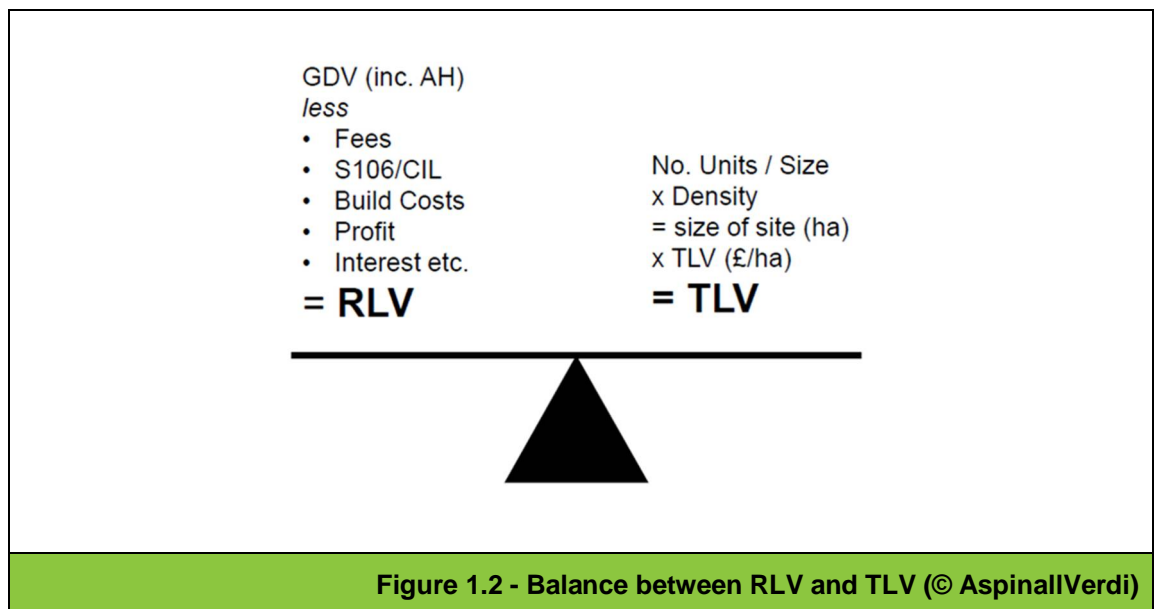 GDV (inc. AH)
less
• Fees
• S106/CIL
• Build Costs
• Profit
• Interest etc.
= RLV
No. Units / Size
x Density
= size of site (ha)
x TLV (£/ha)
= TLV
Figure 1.2 - Balance between RLV and TLV (© AspinallVerdi)